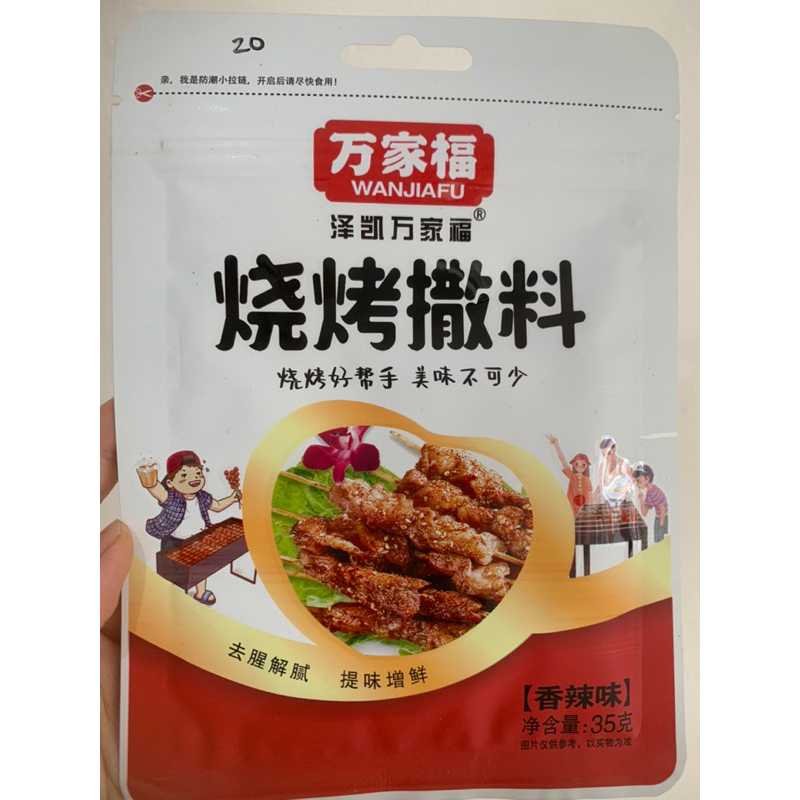 20
亲，我是防潮小拉链，开启后请尽快食用！
万家福
WANJIAFU
泽凯万家福®
烧烤撒料
烧烤好帮手 美味不可少
去腥解腻 提味增鲜
【香辣味】
净含量：35克
图片仅供参考，以实物为准